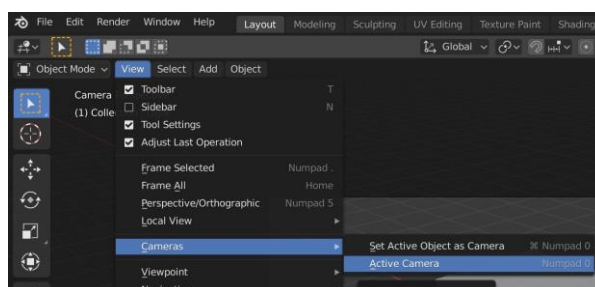 File Edit Render Window Help Layout Modeling Sculpting UV Editing Texture Paint Shading
Global
Object Mode View Select Add Object
Camera
(1) Colle
Toolbar T
Sidebar N
Tool Settings
Adjust Last Operation
Frame Selected Numpad .
Frame All Home
Perspective/Orthographic Numpad 5
Local View
Cameras
Set Active Object as Camera ⌘ Numpad 0
Active Camera Numpad 0
Viewpoint